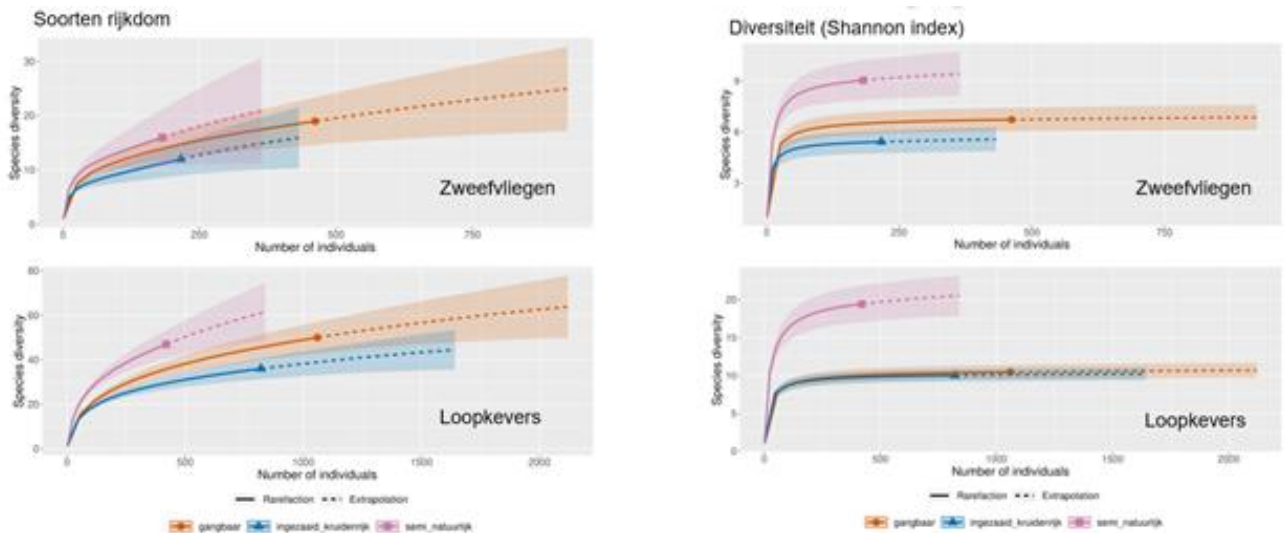 Soorten rijkdom
Species diversity
30
20
10
0
Zweefvliegen
0 250 500 750
Number of individuals
Species diversity
80
60
40
20
0
Loopkevers
0 500 1000 1500 2000
Number of individuals
Rarefaction Extrapolation
gangbaar ingezaaid_kruidenrijk semi_natuurlijk
Diversiteit (Shannon index)
Species diversity
9
6
3
Zweefvliegen
0 250 500 750
Number of individuals
Species diversity
20
15
10
5
0
Loopkevers
0 500 1000 1500 2000
Number of individuals
Rarefaction Extrapolation
gangbaar ingezaaid_kruidenrijk semi_natuurlijk